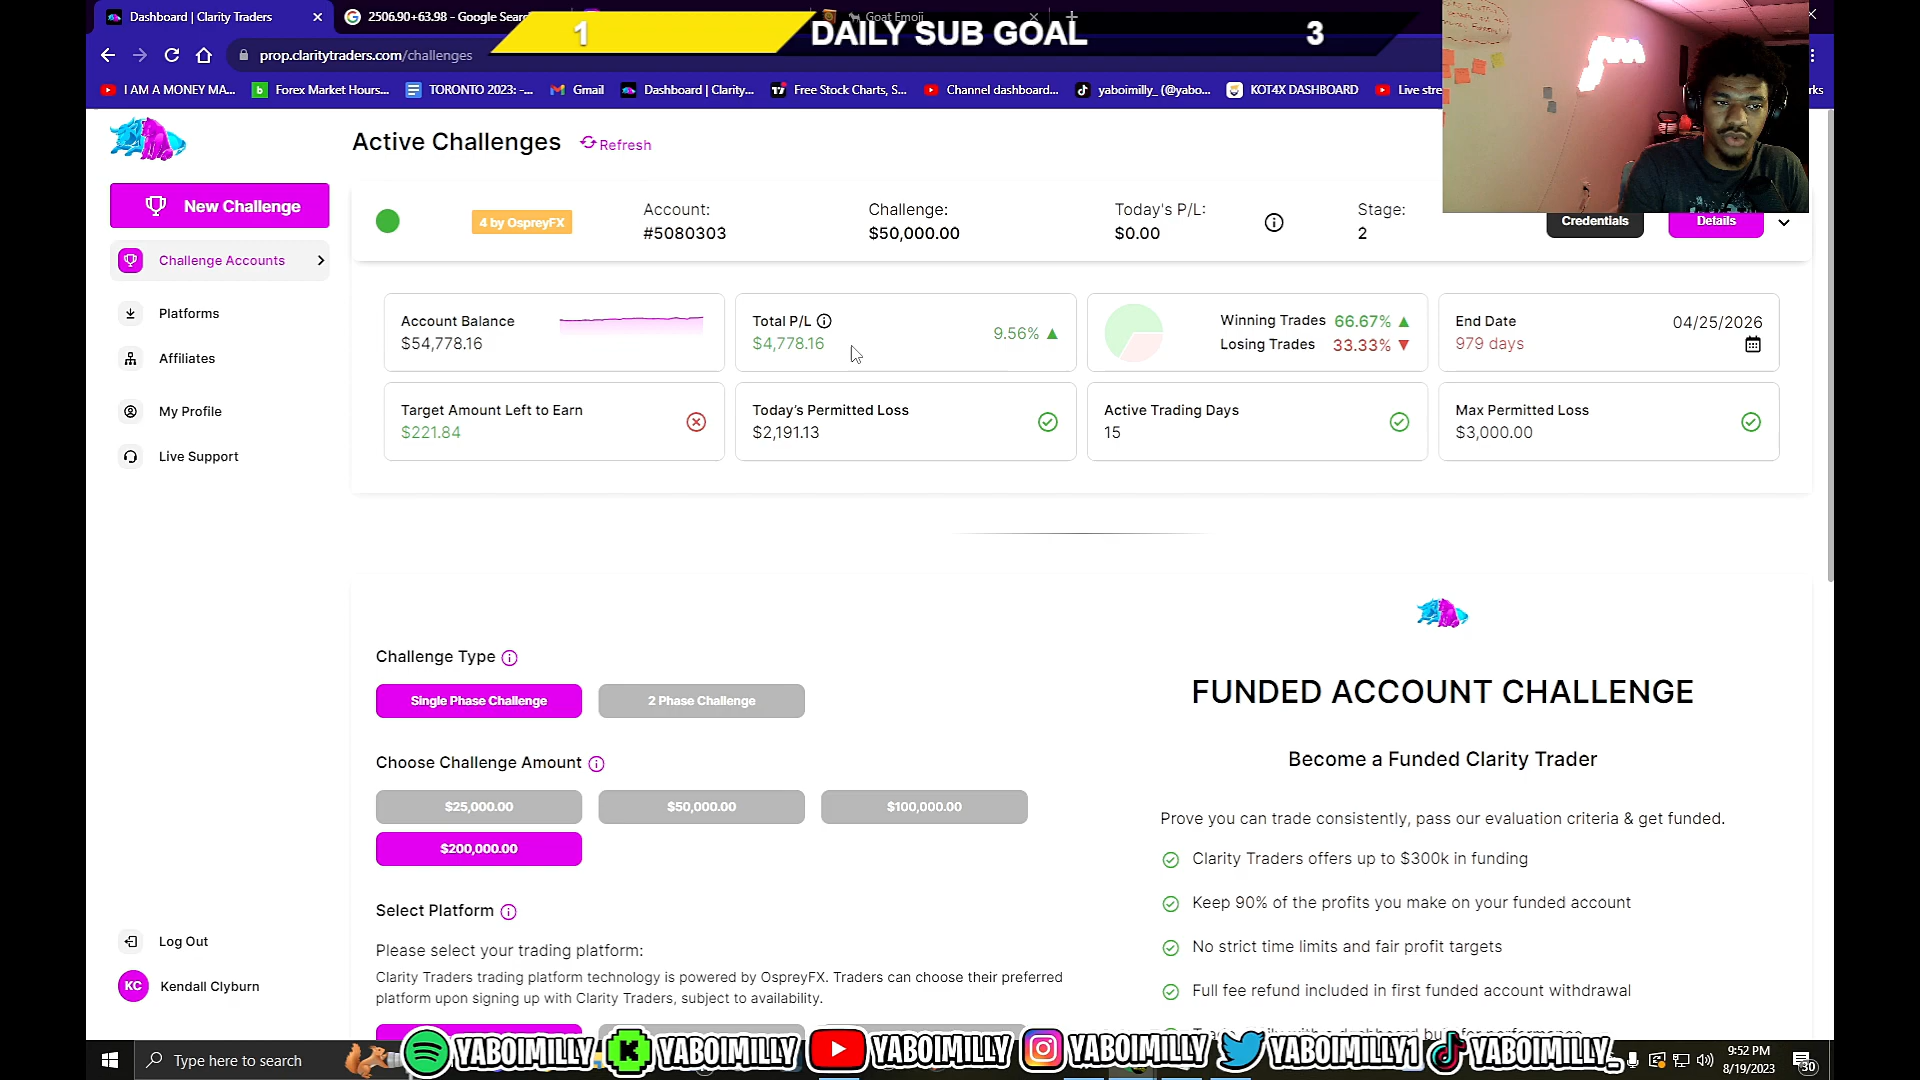 Dashboard | Clarity Traders
2506.90+63.98 - Google Sear
Goat Emoji
1 DAILY SUB GOAL 3
prop.claritytraders.com/challenges
I AM A MONEY MA...
Forex Market Hours...
TORONTO 2023: -...
Gmail
Dashboard | Clarity...
Free Stock Charts, S...
Channel dashboard...
yaboimilly_ (@yabo...
KOT4X DASHBOARD
Live stre
Active Challenges
Refresh
New Challenge
Challenge Accounts
Platforms
Affiliates
My Profile
Live Support
Log Out
KC Kendall Clyburn
4 by OspreyFX
Account:
#5080303
Challenge:
$50,000.00
Today's P/L:
$0.00
Stage:
2
Credentials
Details
Account Balance
$54,778.16
Total P/L
$4,778.16
9.56%
Winning Trades 66.67%
Losing Trades 33.33%
End Date
979 days
04/25/2026
Target Amount Left to Earn
$221.84
Today's Permitted Loss
$2,191.13
Active Trading Days
15
Max Permitted Loss
$3,000.00
Challenge Type
Single Phase Challenge
2 Phase Challenge
Choose Challenge Amount
$25,000.00
$50,000.00
$100,000.00
$200,000.00
Select Platform
Please select your trading platform:
Clarity Traders trading platform technology is powered by OspreyFX. Traders can choose their preferred
platform upon signing up with Clarity Traders, subject to availability.
FUNDED ACCOUNT CHALLENGE
Become a Funded Clarity Trader
Prove you can trade consistently, pass our evaluation criteria & get funded.
Clarity Traders offers up to $300k in funding
Keep 90% of the profits you make on your funded account
No strict time limits and fair profit targets
Full fee refund included in first funded account withdrawal
Type here to search
YABOIMILLY
YABOIMILLY
YABOIMILLY
YABOIMILLY
YABOIMILLY1
YABOIMILLY_
9:52 PM
8/19/2023
30